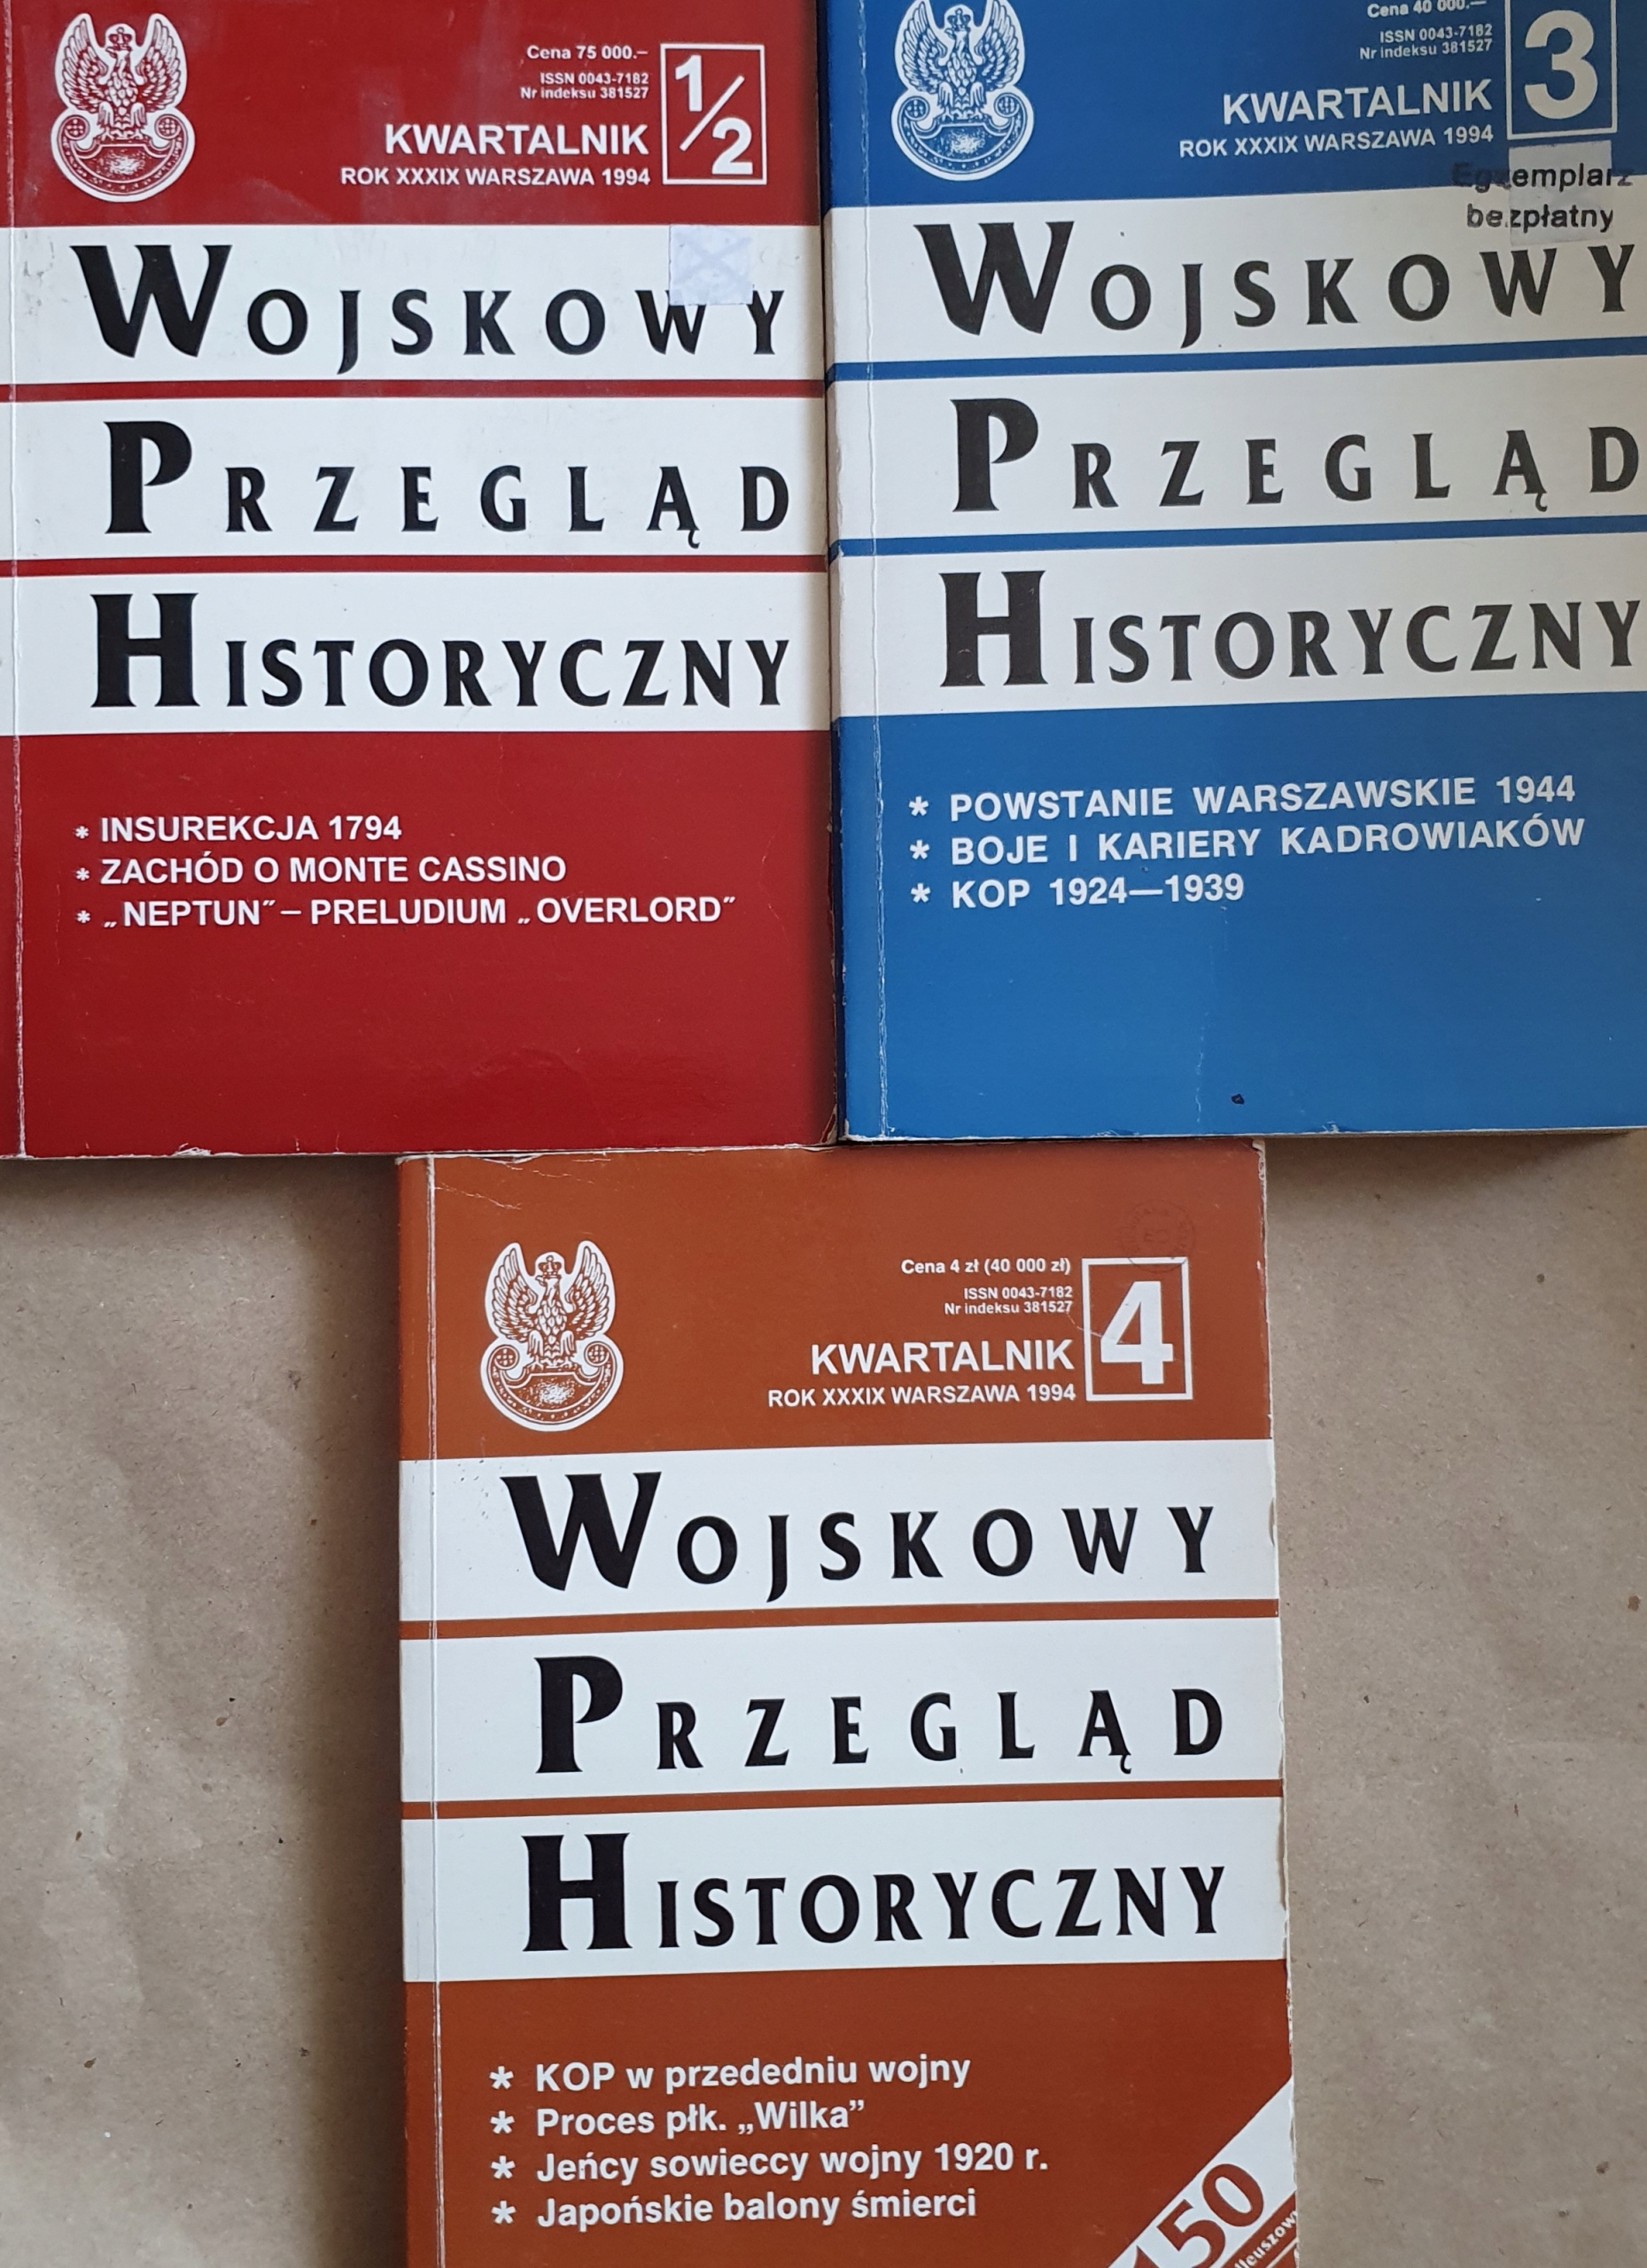 Cena 75 000.–
ISSN 0043-7182
Nr indeksu 381527
1/2
KWARTALNIK
ROK XXXIX WARSZAWA 1994
WOJSKOWY
PRZEGLĄD
HISTORYCZNY
* INSUREKCJA 1794
* ZACHÓD O MONTE CASSINO
* „NEPTUN" – PRELUDIUM „OVERLORD"
Cena 40 000.—
ISSN 0043-7182
Nr indeksu 381527
3
KWARTALNIK
ROK XXXIX WARSZAWA 1994
Egzemplarz
bezpłatny
WOJSKOWY
PRZEGLĄD
HISTORYCZNY
* POWSTANIE WARSZAWSKIE 1944
* BOJE I KARIERY KADROWIAKÓW
* KOP 1924—1939
Cena 4 zł (40 000 zł)
ISSN 0043-7182
Nr indeksu 381527
4
KWARTALNIK
ROK XXXIX WARSZAWA 1994
WOJSKOWY
PRZEGLĄD
HISTORYCZNY
* KOP w przededniu wojny
* Proces płk. „Wilka”
* Jeńcy sowieccy wojny 1920 r.
* Japońskie balony śmierci
150